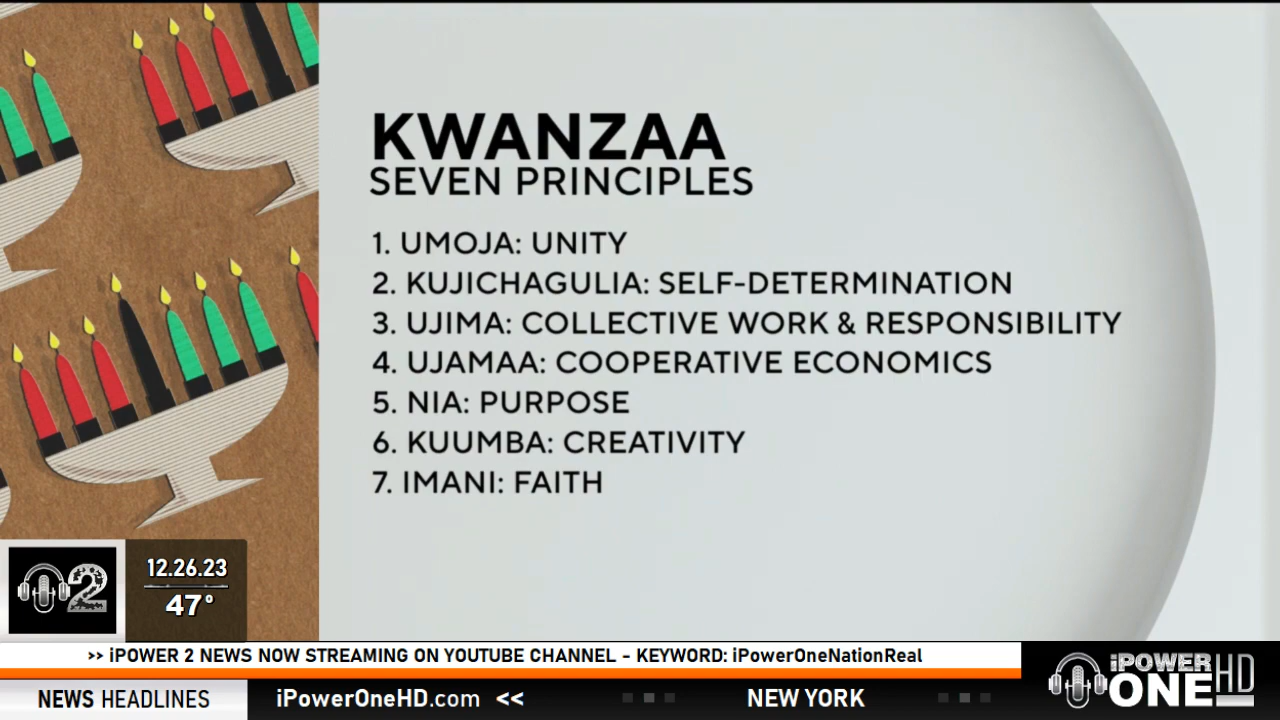 KWANZAA
SEVEN PRINCIPLES
1. UMOJA: UNITY
2. KUJICHAGULIA: SELF-DETERMINATION
3. UJIMA: COLLECTIVE WORK & RESPONSIBILITY
4. UJAMAA: COOPERATIVE ECONOMICS
5. NIA: PURPOSE
6. KUUMBA: CREATIVITY
7. IMANI: FAITH
2
12.26.23
47°
>> iPOWER 2 NEWS NOW STREAMING ON YOUTUBE CHANNEL - KEYWORD: iPowerOneNationReal
NEWS HEADLINES
iPowerOneHD.com <<
NEW YORK
iPOWER
ONE HD